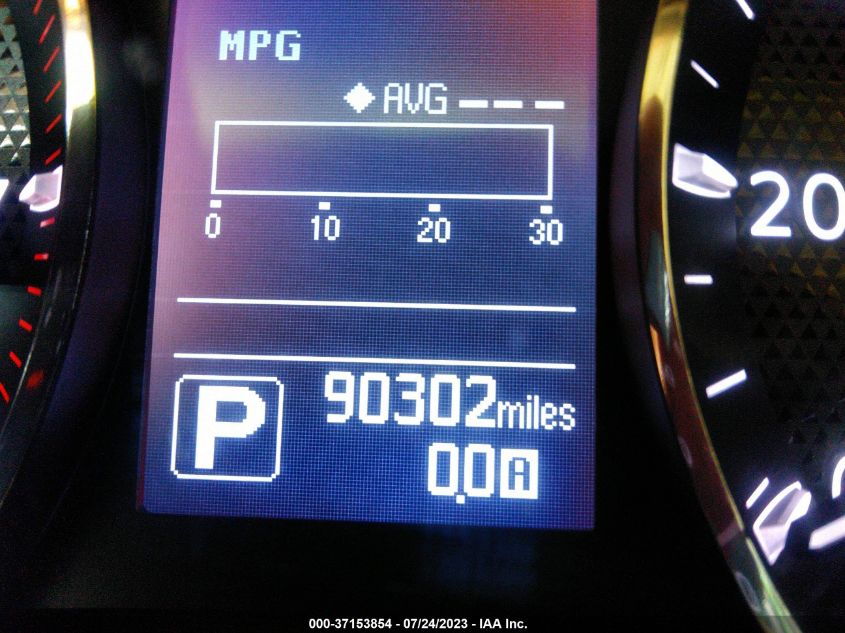 MPG
◆AVG ---
0 10 20 30
20
P
90302miles
0.0A
000-37153854 - 07/24/2023 - IAA Inc.